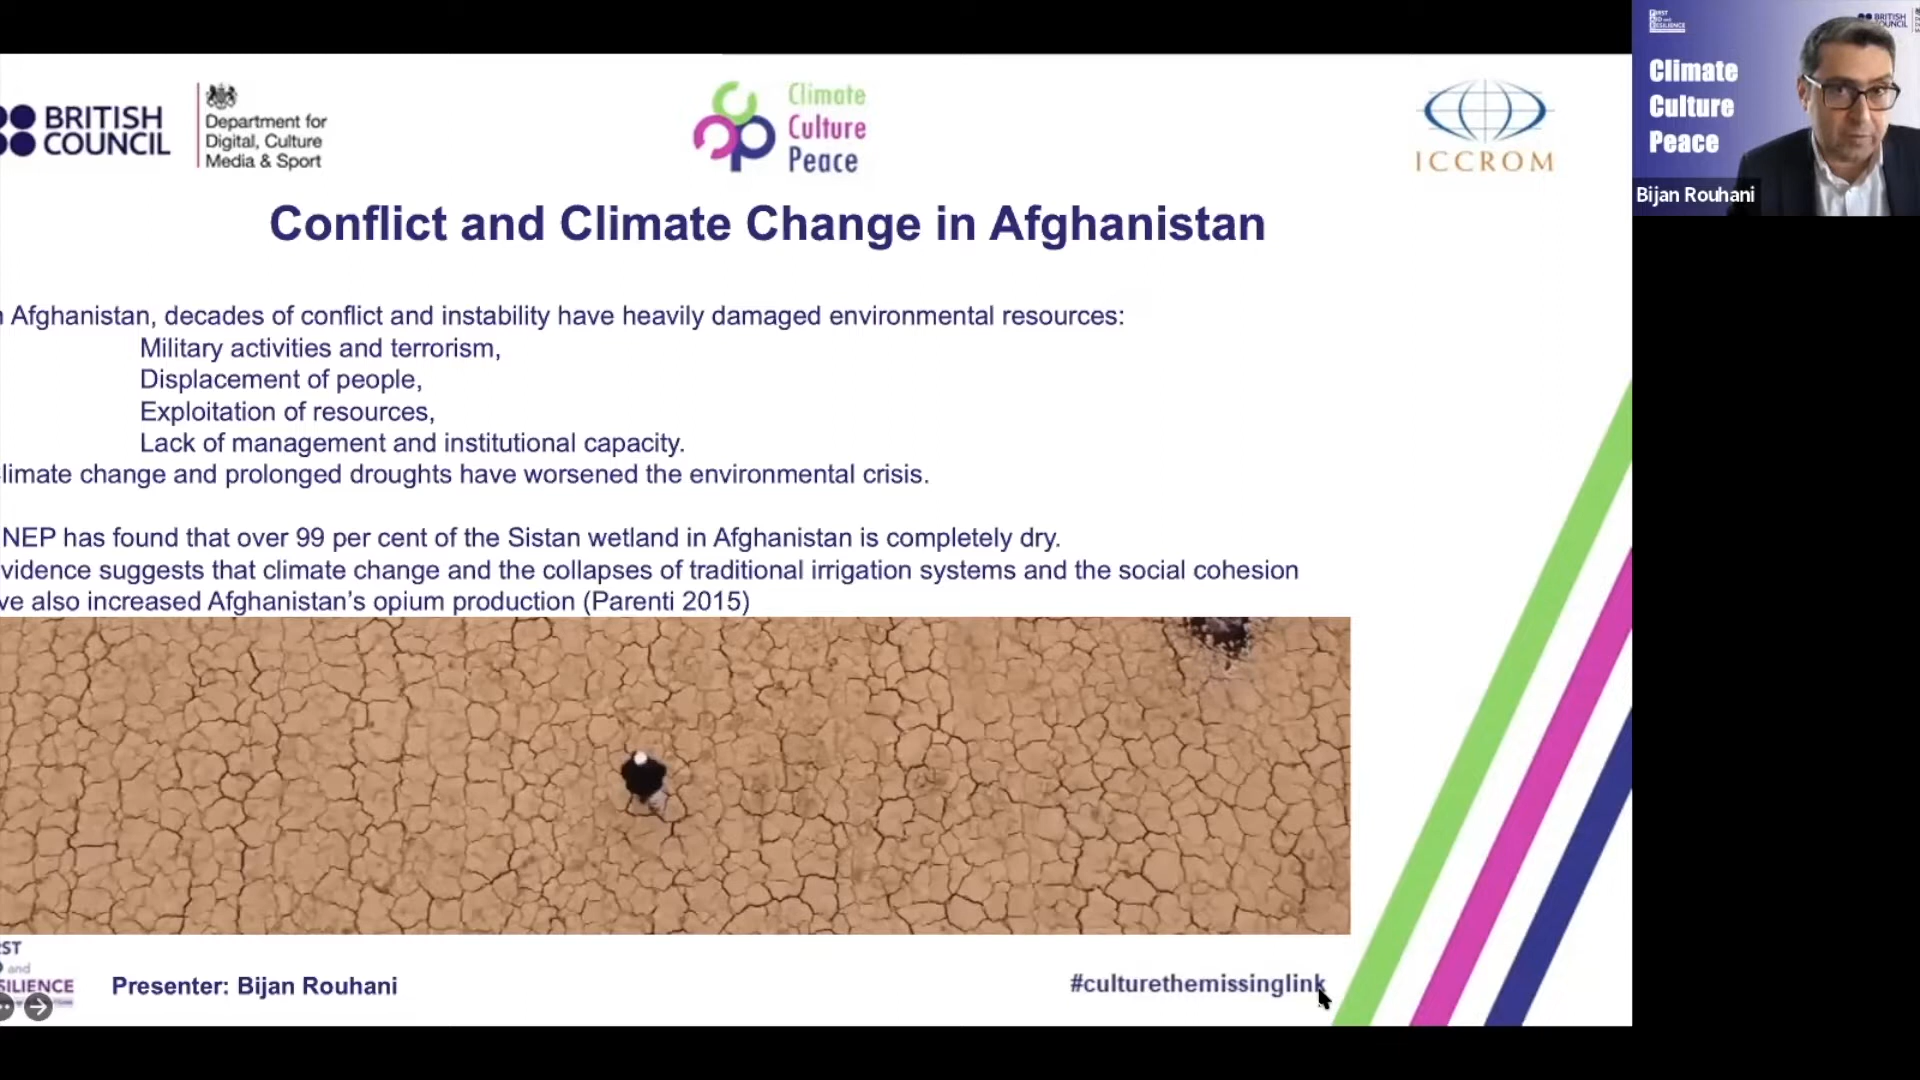 BRITISH
COUNCIL
Department for
Digital, Culture
Media & Sport
Climate
Culture
Peace
ICCROM
Conflict and Climate Change in Afghanistan
Afghanistan, decades of conflict and instability have heavily damaged environmental resources:
Military activities and terrorism,
Displacement of people,
Exploitation of resources,
Lack of management and institutional capacity.
limate change and prolonged droughts have worsened the environmental crisis.
NEP has found that over 99 per cent of the Sistan wetland in Afghanistan is completely dry.
vidence suggests that climate change and the collapses of traditional irrigation systems and the social cohesion
ve also increased Afghanistan's opium production (Parenti 2015)
ST
and
SILIENCE
Presenter: Bijan Rouhani
#culturethemissinglink
BRITISH
Climate
Culture
Peace
Bijan Rouhani